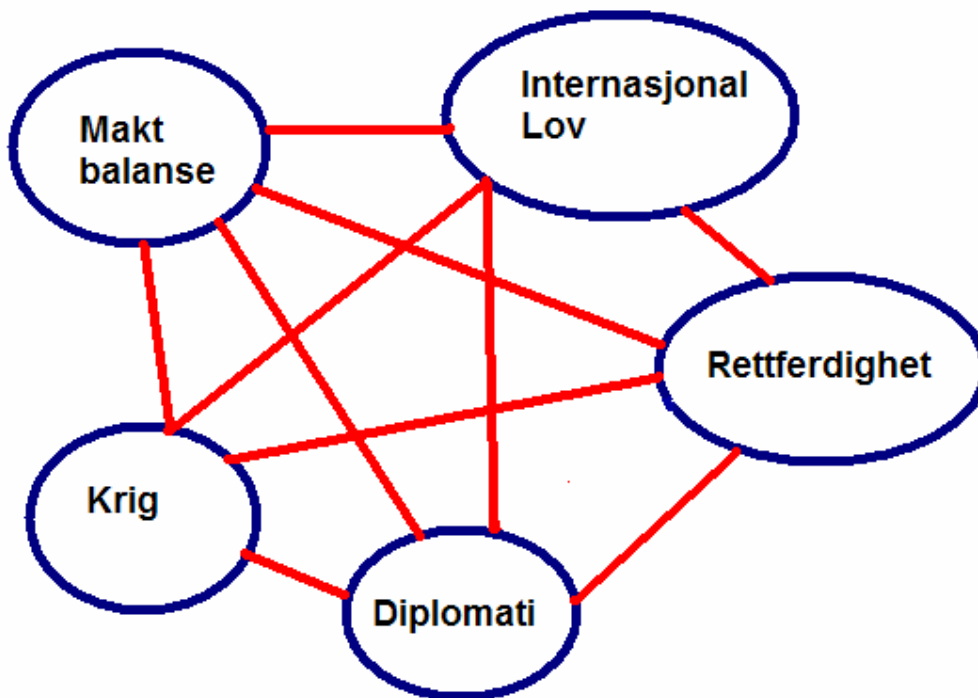 Makt
balanse
Internasjonal
Lov
Rettferdighet
Krig
Diplomati